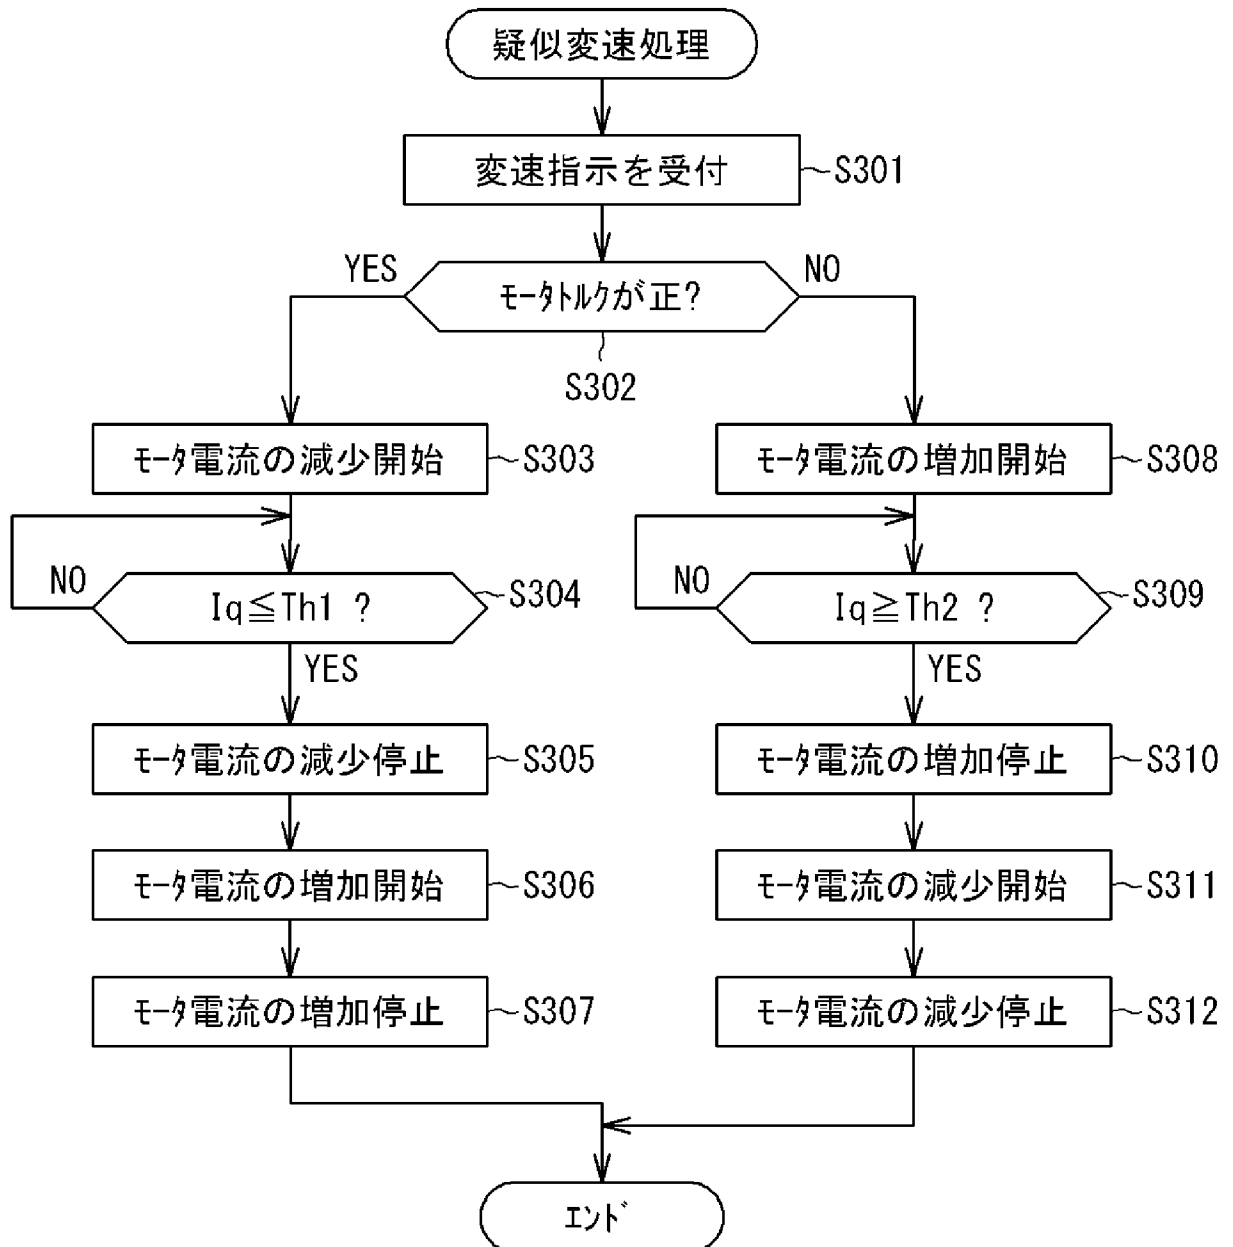 疑似変速処理
変速指示を受付
S301
YES
NO
ﾓｰﾀﾄﾙｸが正?
S302
ﾓｰﾀ電流の減少開始
S303
NO
Iq≦Th1 ?
S304
YES
ﾓｰﾀ電流の減少停止
S305
ﾓｰﾀ電流の増加開始
S306
ﾓｰﾀ電流の増加停止
S307
ﾓｰﾀ電流の増加開始
S308
NO
Iq≧Th2 ?
S309
YES
ﾓｰﾀ電流の増加停止
S310
ﾓｰﾀ電流の減少開始
S311
ﾓｰﾀ電流の減少停止
S312
ｴﾝﾄﾞ